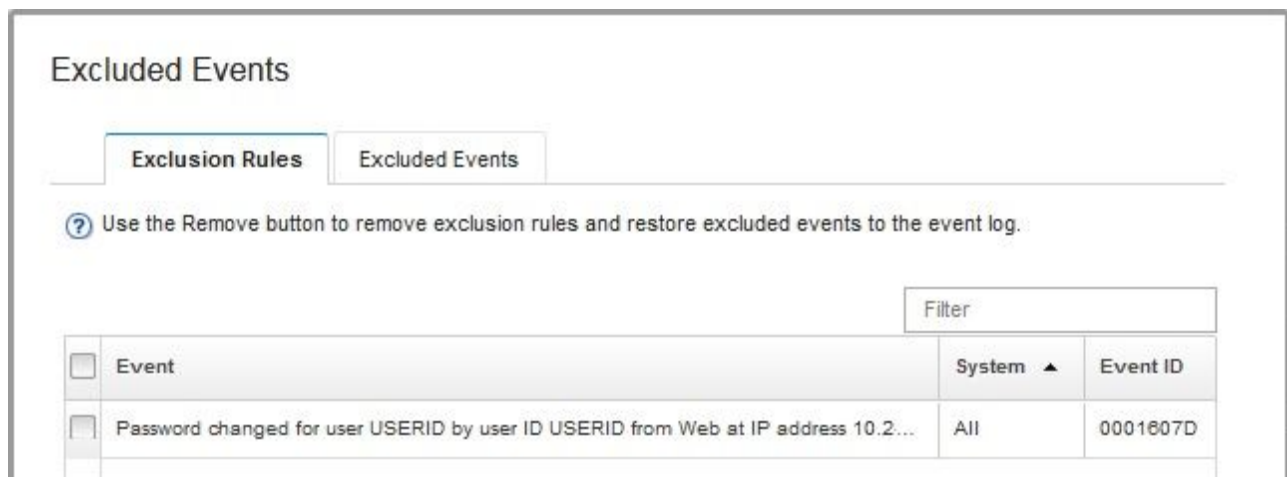 Excluded Events
Exclusion Rules Excluded Events
Use the Remove button to remove exclusion rules and restore excluded events to the event log.
Filter
Event System Event ID
Password changed for user USERID by user ID USERID from Web at IP address 10.2... All 0001607D